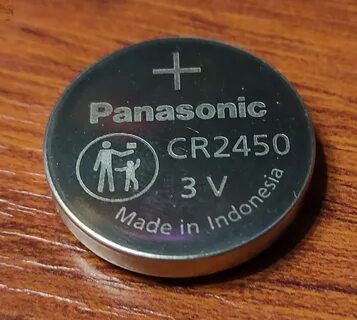 +
Panasonic
CR2450
3 V
Made in Indonesia